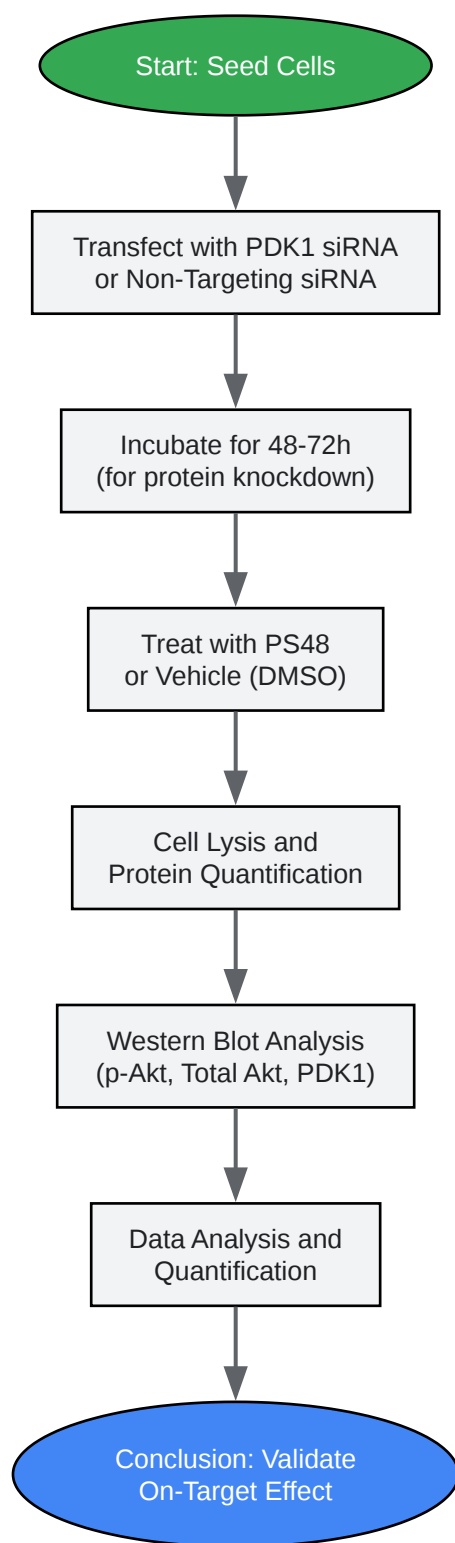 Start: Seed Cells
Transfect with PDK1 siRNA
or Non-Targeting siRNA
Incubate for 48-72h
(for protein knockdown)
Treat with PS48
or Vehicle (DMSO)
Cell Lysis and
Protein Quantification
Western Blot Analysis
(p-Akt, Total Akt, PDK1)
Data Analysis and
Quantification
Conclusion: Validate
On-Target Effect